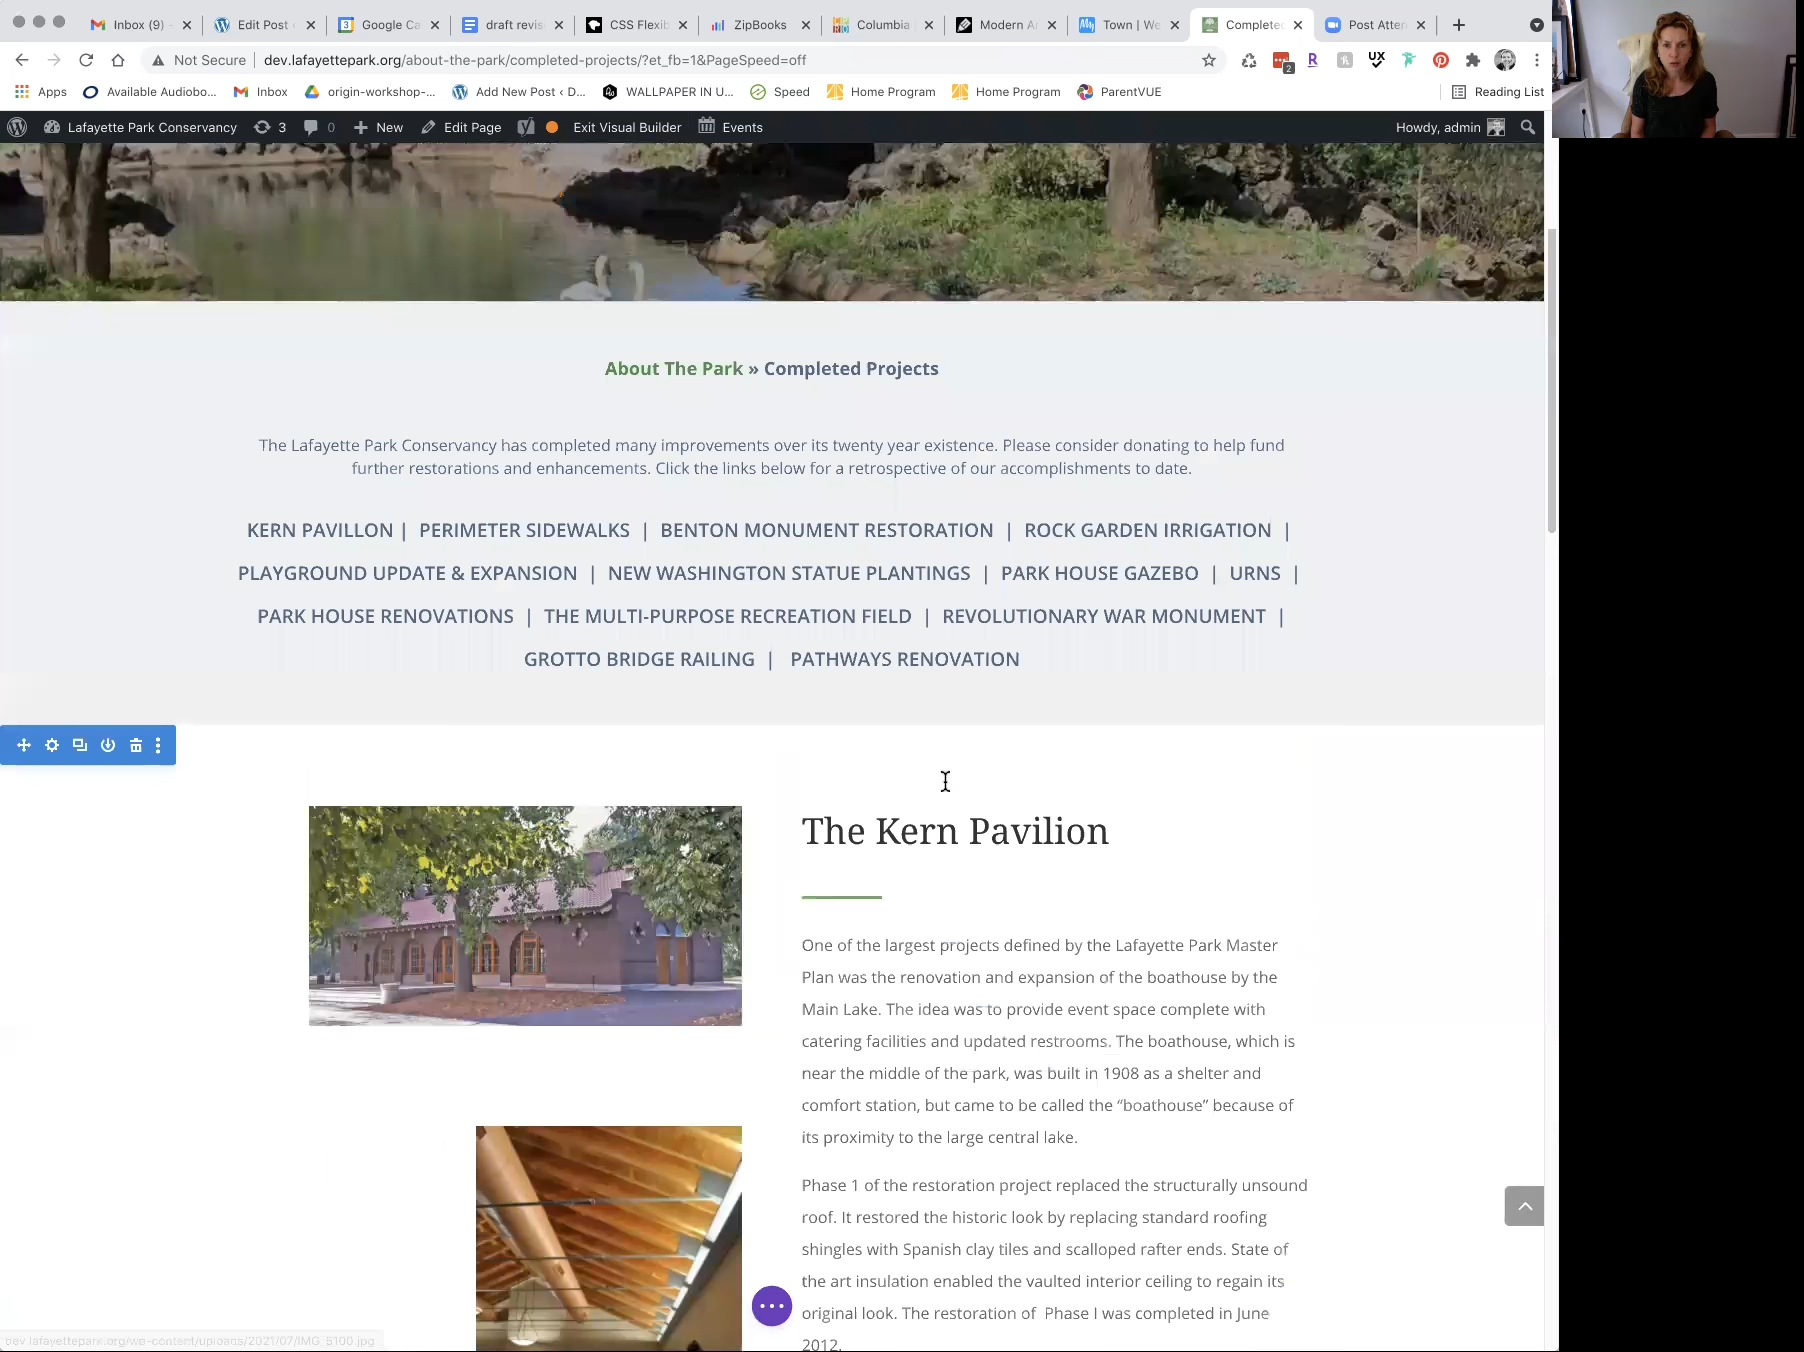 Inbox (9)
Edit Post
Google Ca
draft revis
CSS Flexib
ZipBooks
Columbia
Modern Ar
Town | We
Completed
Post Atten
Not Secure
dev.lafayettepark.org/about-the-park/completed-projects/?et_fb=1&PageSpeed=off
Apps
Available Audiobo...
Inbox
origin-workshop-...
Add New Post ‹ D...
WALLPAPER IN U...
Speed
Home Program
Home Program
ParentVUE
Reading List
Lafayette Park Conservancy
3
0
New
Edit Page
Exit Visual Builder
Events
Howdy, admin
About The Park » Completed Projects
The Lafayette Park Conservancy has completed many improvements over its twenty year existence. Please consider donating to help fund
further restorations and enhancements. Click the links below for a retrospective of our accomplishments to date.
KERN PAVILLON | PERIMETER SIDEWALKS | BENTON MONUMENT RESTORATION | ROCK GARDEN IRRIGATION |
PLAYGROUND UPDATE & EXPANSION | NEW WASHINGTON STATUE PLANTINGS | PARK HOUSE GAZEBO | URNS |
PARK HOUSE RENOVATIONS | THE MULTI-PURPOSE RECREATION FIELD | REVOLUTIONARY WAR MONUMENT |
GROTTO BRIDGE RAILING | PATHWAYS RENOVATION
The Kern Pavilion
One of the largest projects defined by the Lafayette Park Master
Plan was the renovation and expansion of the boathouse by the
Main Lake. The idea was to provide event space complete with
catering facilities and updated restrooms. The boathouse, which is
near the middle of the park, was built in 1908 as a shelter and
comfort station, but came to be called the “boathouse” because of
its proximity to the large central lake.
Phase 1 of the restoration project replaced the structurally unsound
roof. It restored the historic look by replacing standard roofing
shingles with Spanish clay tiles and scalloped rafter ends. State of
the art insulation enabled the vaulted interior ceiling to regain its
original look. The restoration of  Phase I was completed in June
2012.
dev.lafayettepark.org/wp-content/uploads/2021/07/IMG_5100.jpg